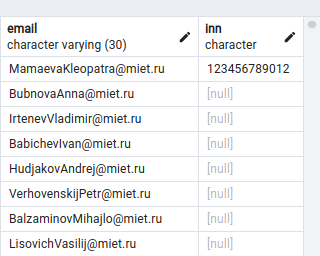 email inn
character varying (30) character
MamaevaKleopatra@miet.ru 123456789012
BubnovaAnna@miet.ru [null]
IrtenevVladimir@miet.ru [null]
BabichevIvan@miet.ru [null]
HudjakovAndrej@miet.ru [null]
VerhovenskijPetr@miet.ru [null]
BalzaminovMihajlo@miet.ru [null]
LisovichVasilij@miet.ru [null]